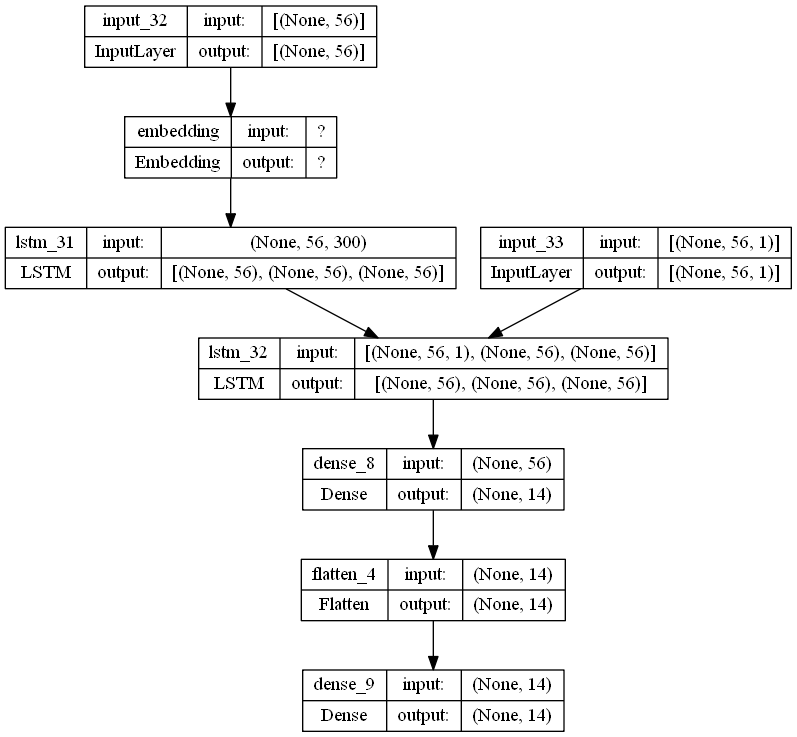 input_32 input: [(None, 56)]
InputLayer output: [(None, 56)]
embedding input: ?
Embedding output: ?
lstm_31 input: (None, 56, 300)
LSTM output: [(None, 56), (None, 56), (None, 56)]
input_33 input: [(None, 56, 1)]
InputLayer output: [(None, 56, 1)]
lstm_32 input: [(None, 56, 1), (None, 56), (None, 56)]
LSTM output: [(None, 56), (None, 56), (None, 56)]
dense_8 input: (None, 56)
Dense output: (None, 14)
flatten_4 input: (None, 14)
Flatten output: (None, 14)
dense_9 input: (None, 14)
Dense output: (None, 14)